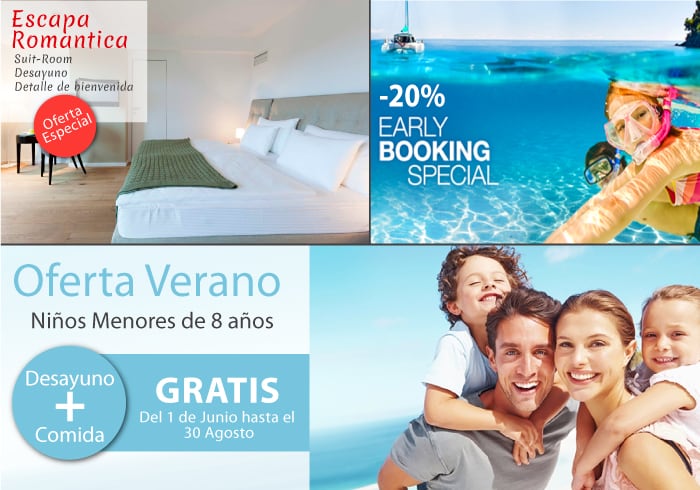 Escapa
Romantica
Suit-Room
Desayuno
Detalle de bienvenida
Oferta
Especial
-20%
EARLY
BOOKING
SPECIAL
Oferta Verano
Niños Menores de 8 años
Desayuno
+
Comida
GRATIS
Del 1 de Junio hasta el
30 Agosto